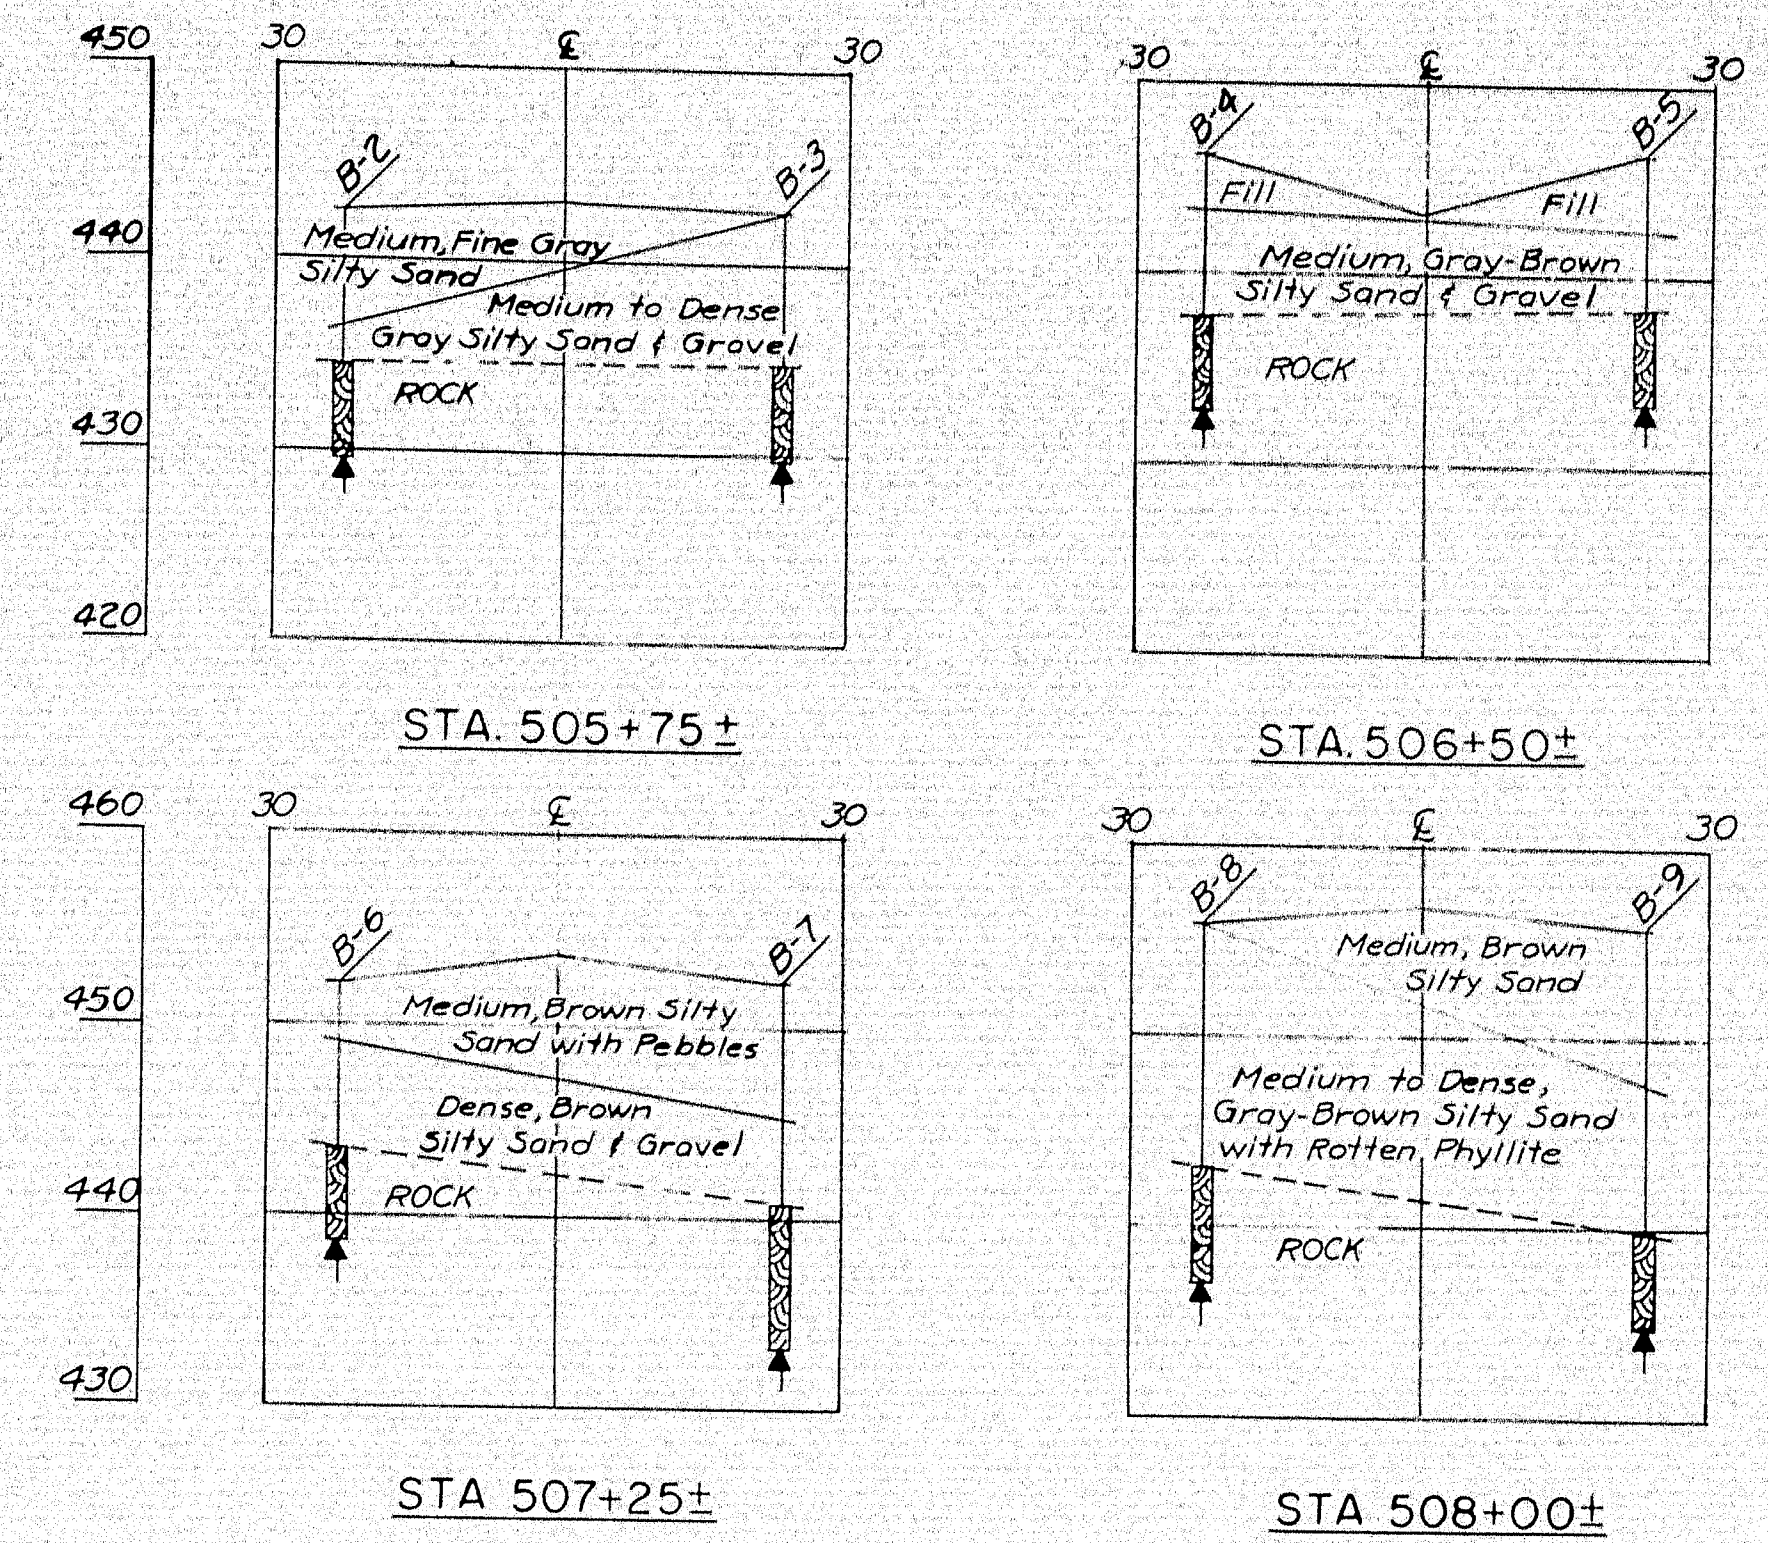 450
440
430
420
30 ℄ 30
B-2
B-3
Medium, Fine Gray
Silty Sand
Medium to Dense
Gray Silty Sand & Gravel
ROCK
STA. 505+75±
30 ℄ 30
B-4
B-5
Fill
Fill
Medium, Gray-Brown
Silty Sand & Gravel
ROCK
STA. 506+50±
460
450
440
430
30 ℄ 30
B-6
B-7
Medium, Brown Silty
Sand with Pebbles
Dense, Brown
Silty Sand & Gravel
ROCK
STA 507+25±
30 ℄ 30
B-8
B-9
Medium, Brown
Silty Sand
Medium to Dense,
Gray-Brown Silty Sand
with Rotten Phyllite
ROCK
STA 508+00±